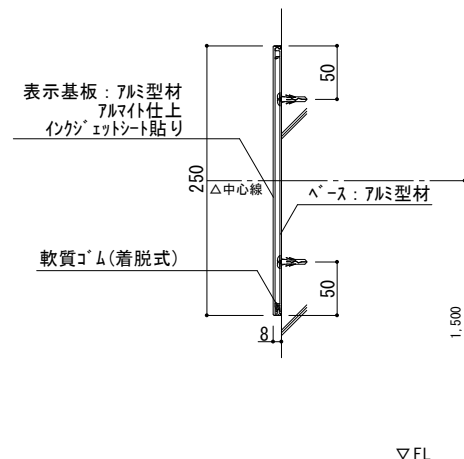 50
表示基板：ｱﾙﾐ型材
ｱﾙﾏｲﾄ仕上
ｲﾝｸｼﾞｪｯﾄｼｰﾄ貼り
250
△中心線
ﾍﾞｰｽ：ｱﾙﾐ型材
軟質ｺﾞﾑ(着脱式)
50
8
1,500
▽FL